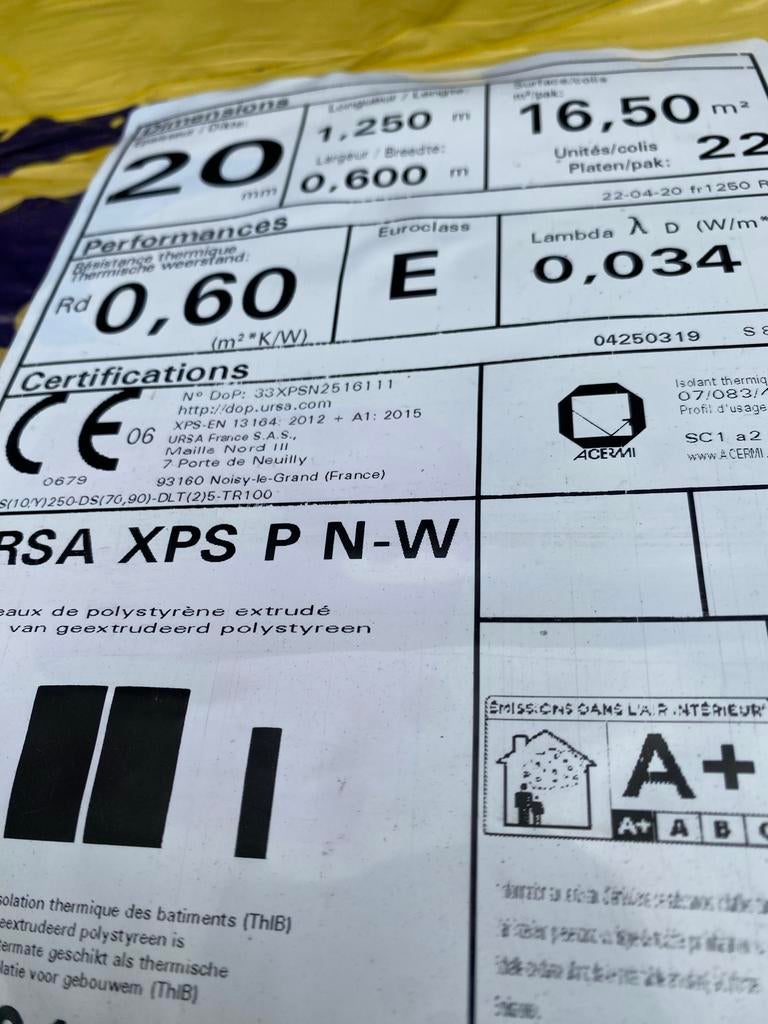 Dimensions
Epaisseur / Dikte:
20 mm
Longueur / Lengte:
1,250 m
Largeur / Breedte:
0,600 m
Surface/colis
m²/pak:
16,50 m²
Unités/colis
Platen/pak: 22
22-04-20 fr1250
Performances
Résistance thermique
Thermische weerstand:
Rd 0,60
(m²*K/W)
Euroclass
E
Lambda λ D (W/m*
0,034
04250319 S 8
Certifications
CE 06
0679
N° DoP: 33XPSN2516111
http://dop.ursa.com
XPS-EN 13164: 2012 + A1: 2015
URSA France S.A.S.,
Maille Nord III
7 Porte de Neuilly
93160 Noisy-le-Grand (France)
S(10/Y)250-DS(70,90)-DLT(2)5-TR100
ACERMI
Isolant thermiq
07/083/
Profil d'usage
SC1 a2
www.ACERMI.
RSA XPS P N-W
eaux de polystyrène extrudé
van geextrudeerd polystyreen
ÉMISSIONS DANS L'AIR INTÉRIEUR
A+
A+ A B C
solation thermique des batiments (ThIB)
eextrudeerd polystyreen is
ermate geschikt als thermische
latie voor gebouwem (ThIB)